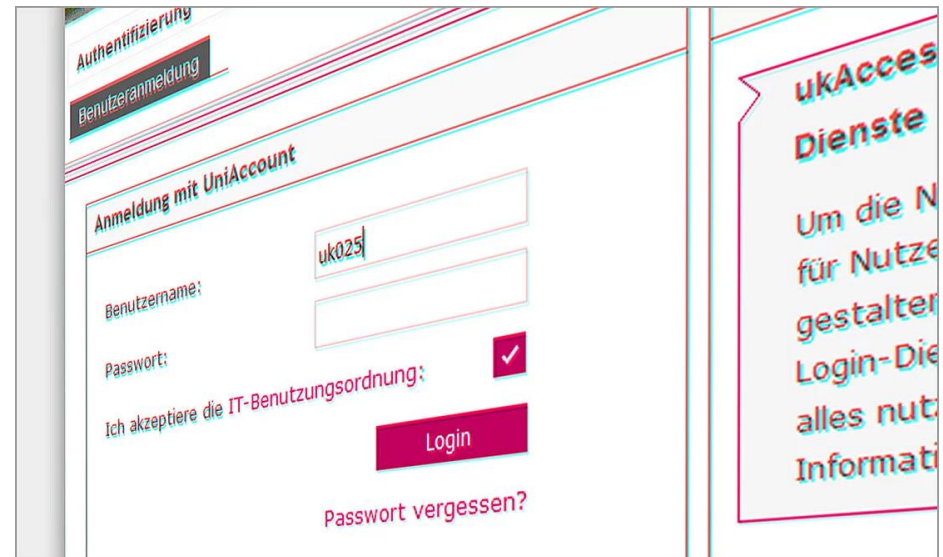 Authentifizierung
Benutzeranmeldung
Anmeldung mit UniAccount
Benutzername:
uk025
Passwort:
Ich akzeptiere die IT-Benutzungsordnung:
Login
Passwort vergessen?
ukAcces
Dienste
Um die N
für Nutze
gestalten
Login-Die
alles nutz
Informati